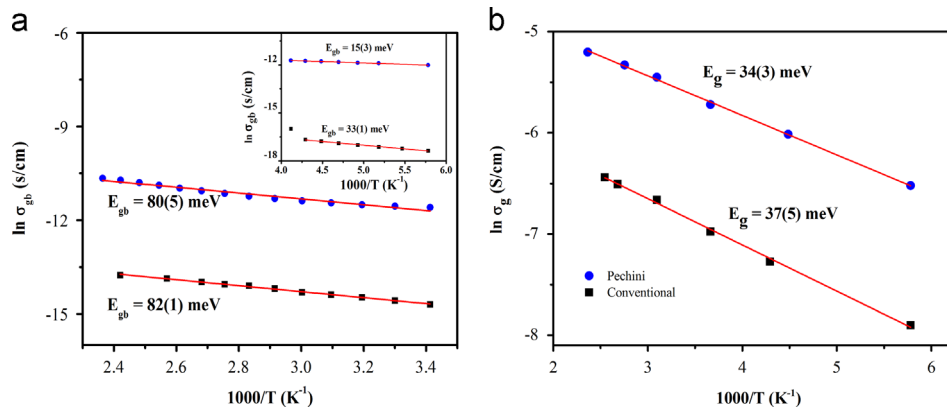 a
-6
-9
-12
-15
ln σgb (s/cm)
2.4 2.6 2.8 3.0 3.2 3.4
1000/T (K-1)
Egb = 80(5) meV
Egb = 82(1) meV
-12
-12
-18
ln σgb (s/cm)
4.0 4.5 5.0 5.5 6.0
1000/T (K-1)
Egb = 15(3) meV
Egb = 33(1) meV
b
-5
-6
-7
-8
ln σg (S/cm)
2 3 4 5 6
1000/T (K-1)
Eg = 34(3) meV
Eg = 37(5) meV
Pechini
Conventional